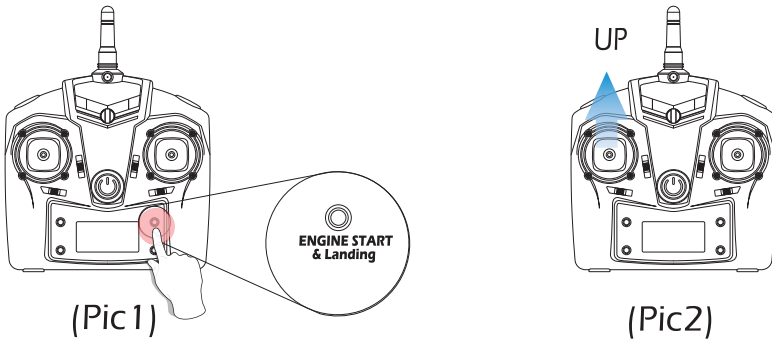 UP
ENGINE START
& Landing
(Pic1)
(Pic2)